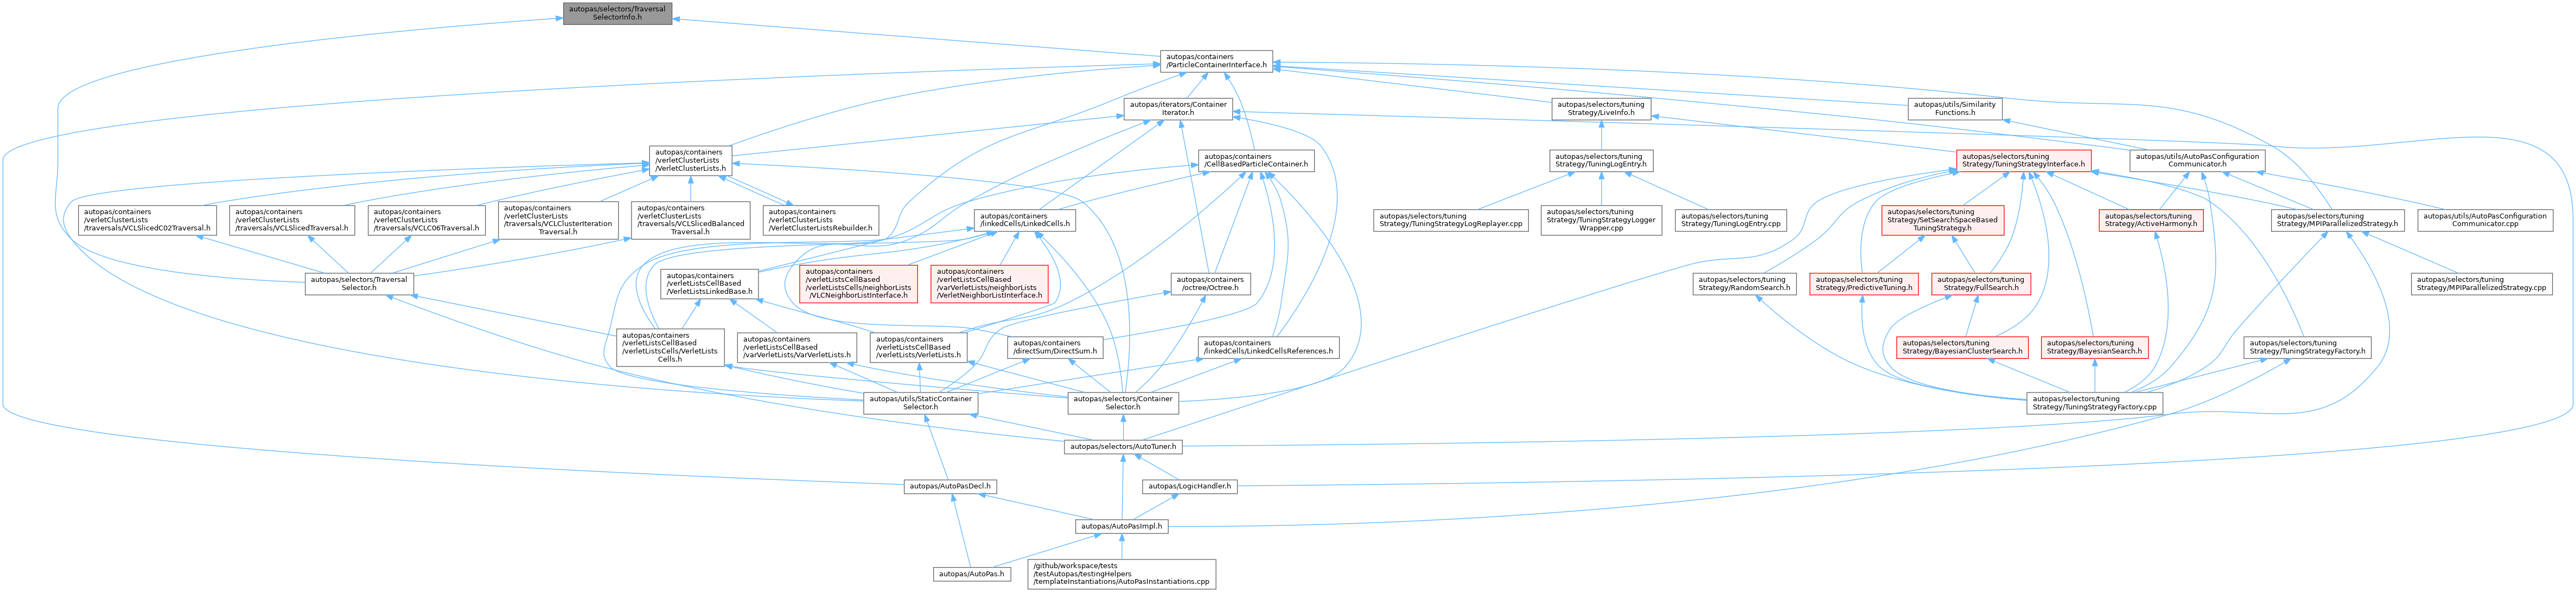 autopas/selectors/Traversal
SelectorInfo.h
autopas/containers
/ParticleContainerInterface.h
autopas/iterators/Container
Iterator.h
autopas/selectors/tuning
Strategy/LiveInfo.h
autopas/utils/Similarity
Functions.h
autopas/containers
/verletClusterLists
/VerletClusterLists.h
autopas/containers
/CellBasedParticleContainer.h
autopas/selectors/tuning
Strategy/TuningLogEntry.h
autopas/selectors/tuning
Strategy/TuningStrategyInterface.h
autopas/utils/AutoPasConfiguration
Communicator.h
autopas/containers
/verletClusterLists
/traversals/VCLSlicedC02Traversal.h
autopas/containers
/verletClusterLists
/traversals/VCLSlicedTraversal.h
autopas/containers
/verletClusterLists
/traversals/VCLC06Traversal.h
autopas/containers
/verletClusterLists
/traversals/VCLClusterIteration
Traversal.h
autopas/containers
/verletClusterLists
/traversals/VCLSlicedBalanced
Traversal.h
autopas/containers
/verletClusterLists
/VerletClusterListsRebuilder.h
autopas/containers
/linkedCells/LinkedCells.h
autopas/selectors/tuning
Strategy/TuningStrategyLogReplayer.cpp
autopas/selectors/tuning
Strategy/TuningStrategyLogger
Wrapper.cpp
autopas/selectors/tuning
Strategy/TuningLogEntry.cpp
autopas/selectors/tuning
Strategy/SetSearchSpaceBased
TuningStrategy.h
autopas/selectors/tuning
Strategy/ActiveHarmony.h
autopas/selectors/tuning
Strategy/MPIParallelizedStrategy.h
autopas/utils/AutoPasConfiguration
Communicator.cpp
autopas/selectors/Traversal
Selector.h
autopas/containers
/verletListsCellBased
/VerletListsLinkedBase.h
autopas/containers
/verletListsCellBased
/verletListsCells/neighborLists
/VLCNeighborListInterface.h
autopas/containers
/verletListsCellBased
/varVerletLists/neighborLists
/VerletNeighborListInterface.h
autopas/containers
/octree/Octree.h
autopas/selectors/tuning
Strategy/RandomSearch.h
autopas/selectors/tuning
Strategy/PredictiveTuning.h
autopas/selectors/tuning
Strategy/FullSearch.h
autopas/selectors/tuning
Strategy/MPIParallelizedStrategy.cpp
autopas/containers
/verletListsCellBased
/verletListsCells/VerletLists
Cells.h
autopas/containers
/verletListsCellBased
/varVerletLists/VarVerletLists.h
autopas/containers
/verletListsCellBased
/verletLists/VerletLists.h
autopas/containers
/directSum/DirectSum.h
autopas/containers
/linkedCells/LinkedCellsReferences.h
autopas/selectors/tuning
Strategy/BayesianClusterSearch.h
autopas/selectors/tuning
Strategy/BayesianSearch.h
autopas/selectors/tuning
Strategy/TuningStrategyFactory.h
autopas/utils/StaticContainer
Selector.h
autopas/selectors/Container
Selector.h
autopas/selectors/tuning
Strategy/TuningStrategyFactory.cpp
autopas/selectors/AutoTuner.h
autopas/AutoPasDecl.h
autopas/LogicHandler.h
autopas/AutoPasImpl.h
autopas/AutoPas.h
/github/workspace/tests
/testAutopas/testingHelpers
/templateInstantiations/AutoPasInstantiations.cpp